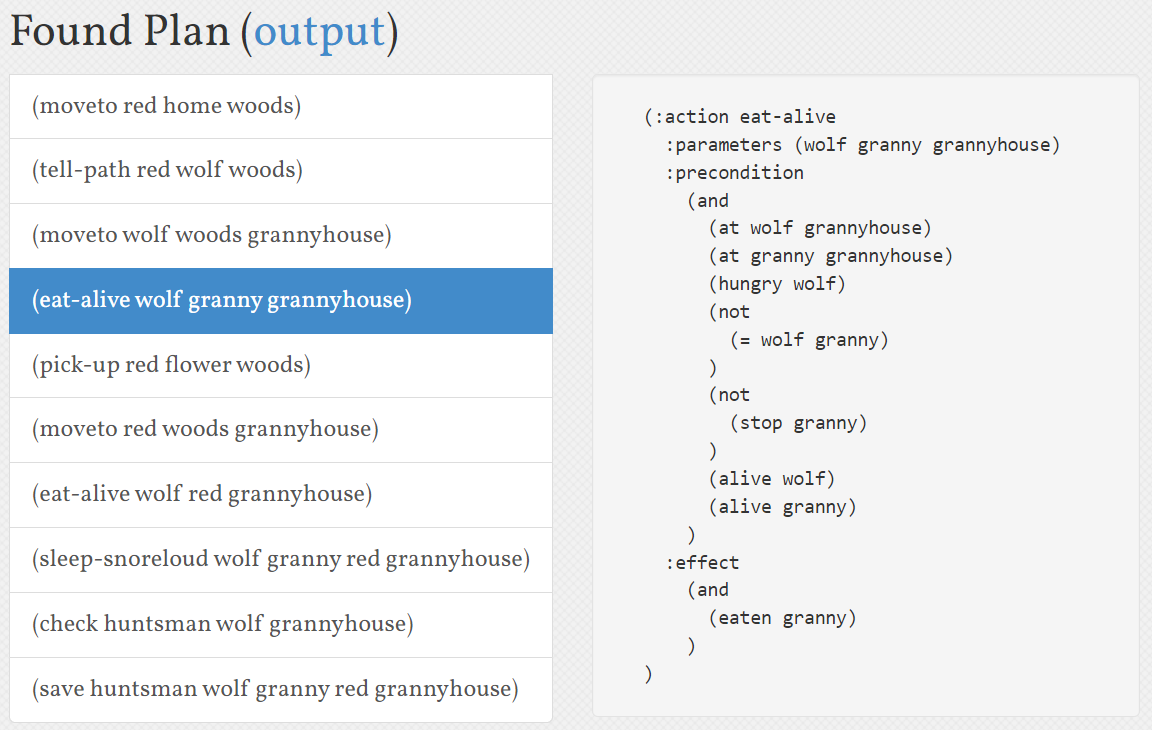 Found Plan (output)
(moveto red home woods)
(tell-path red wolf woods)
(moveto wolf woods grannyhouse)
(eat-alive wolf granny grannyhouse)
(pick-up red flower woods)
(moveto red woods grannyhouse)
(eat-alive wolf red grannyhouse)
(sleep-snoreloud wolf granny red grannyhouse)
(check huntsman wolf grannyhouse)
(save huntsman wolf granny red grannyhouse)
(:action eat-alive
:parameters (wolf granny grannyhouse)
:precondition
(and
(at wolf grannyhouse)
(at granny grannyhouse)
(hungry wolf)
(not
(= wolf granny)
)
(not
(stop granny)
)
(alive wolf)
(alive granny)
)
:effect
(and
(eaten granny)
)
)